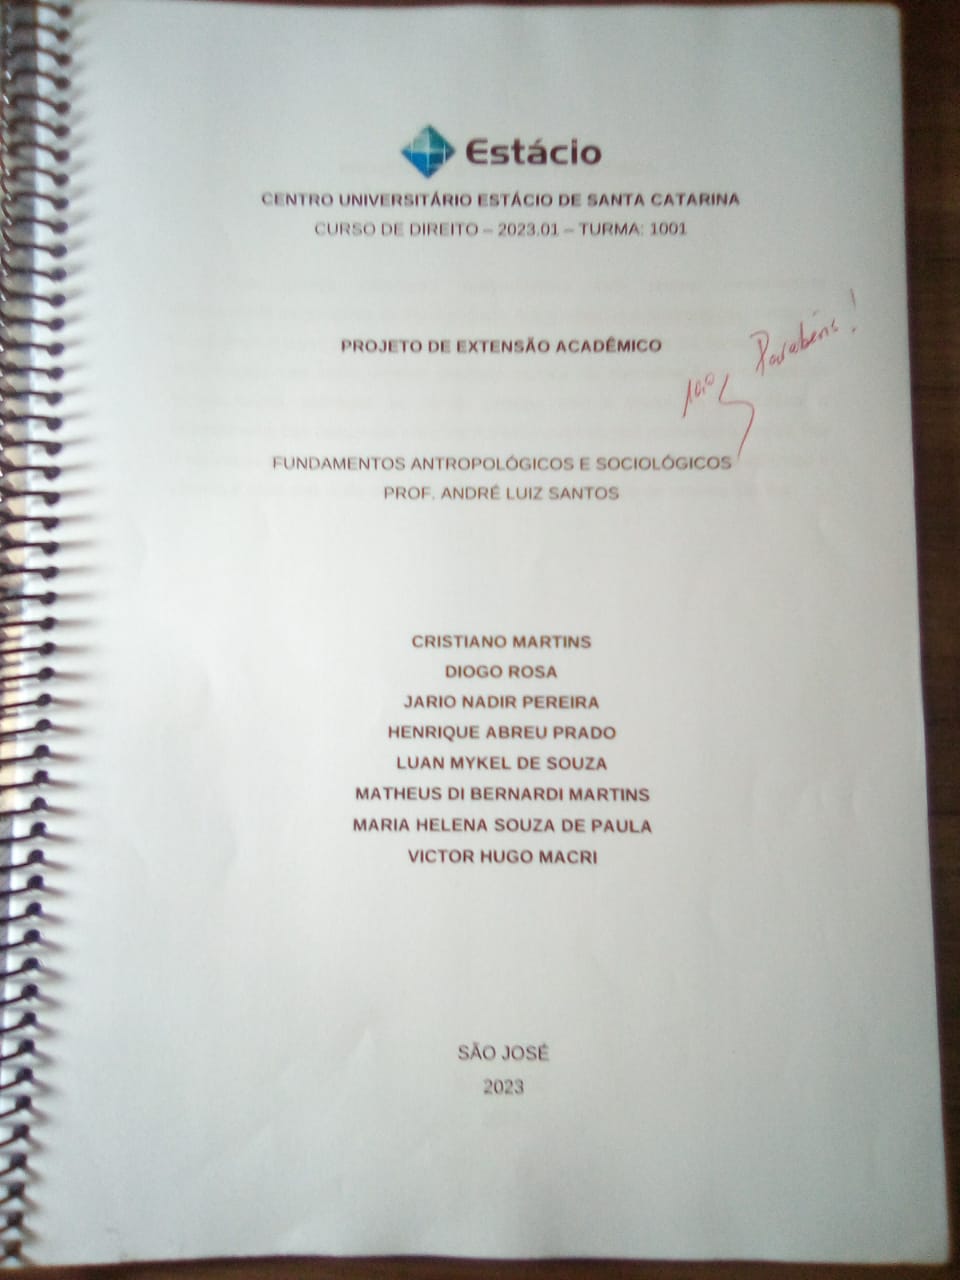 Estácio
CENTRO UNIVERSITÁRIO ESTÁCIO DE SANTA CATARINA
CURSO DE DIREITO – 2023.01 – TURMA: 1001
PROJETO DE EXTENSÃO ACADÊMICO
10,0 Parabéns!
FUNDAMENTOS ANTROPOLÓGICOS E SOCIOLÓGICOS
PROF. ANDRÉ LUIZ SANTOS
CRISTIANO MARTINS
DIOGO ROSA
JARIO NADIR PEREIRA
HENRIQUE ABREU PRADO
LUAN MYKEL DE SOUZA
MATHEUS DI BERNARDI MARTINS
MARIA HELENA SOUZA DE PAULA
VICTOR HUGO MACRI
SÃO JOSÉ
2023